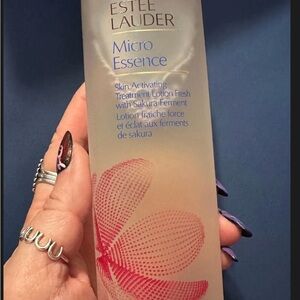 ESTĒE
LAUDER
Micro
Essence
Skin Activating
Treatment Lotion Fresh
with Sakura Ferment
Lotion fraîche force
et éclat aux ferments
de sakura